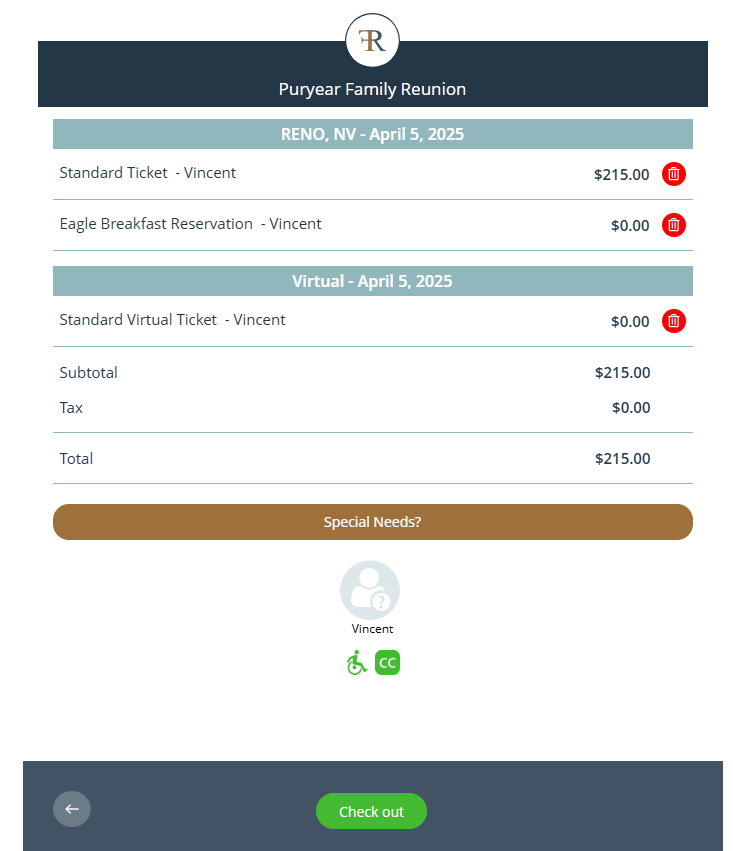 FR
Puryear Family Reunion
RENO, NV - April 5, 2025
Standard Ticket - Vincent $215.00
Eagle Breakfast Reservation - Vincent $0.00
Virtual - April 5, 2025
Standard Virtual Ticket - Vincent $0.00
Subtotal $215.00
Tax $0.00
Total $215.00
Special Needs?
?
Vincent
CC
Check out